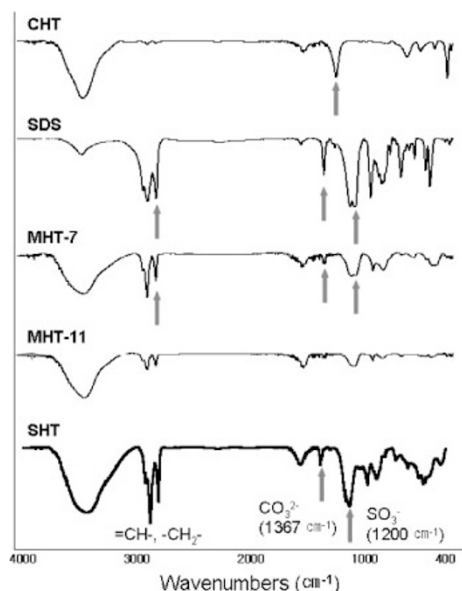 CHT
SDS
MHT-7
MHT-11
SHT
CO₃²⁻
(1367 cm⁻¹)
SO₃⁻
(1200 cm⁻¹)
=CH-, -CH₂-
4000 3000 2000 1000 400
Wavenumbers (cm⁻¹)